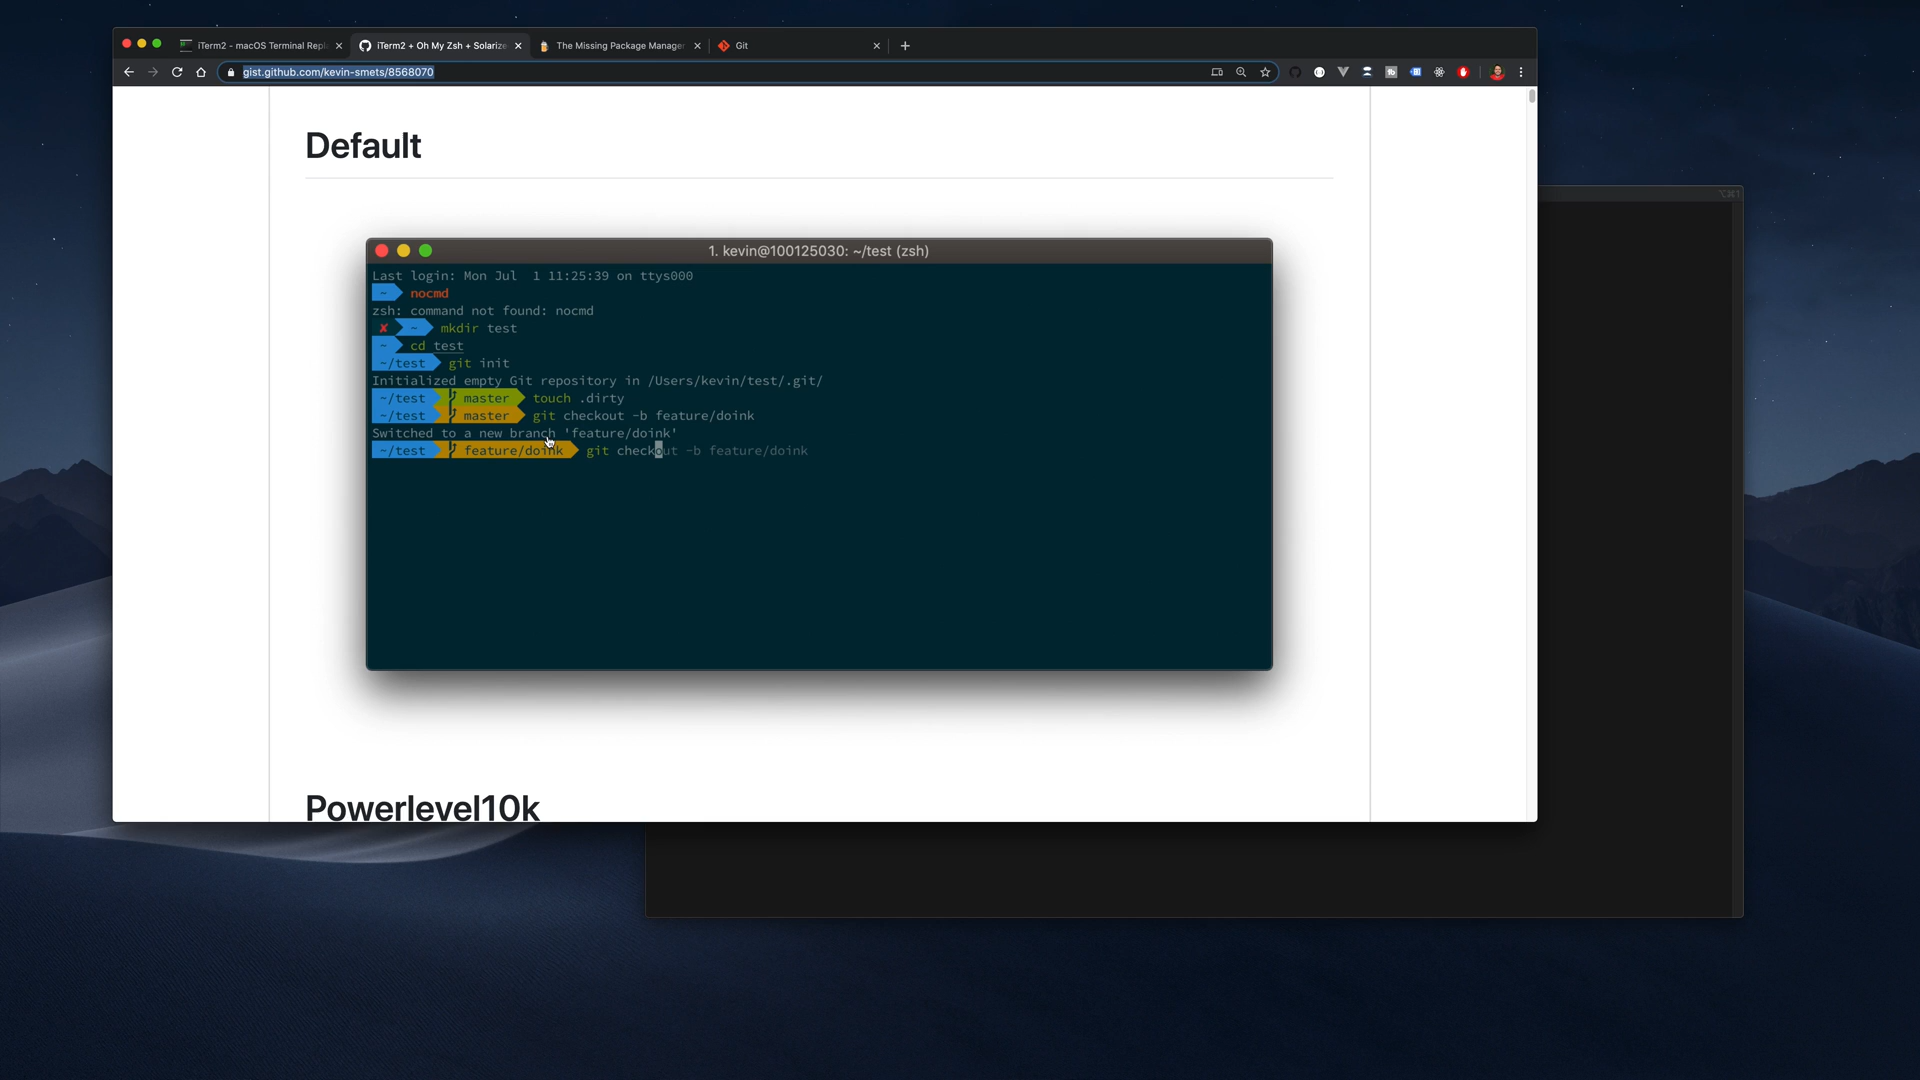 iTerm2 - macOS Terminal Repl
iTerm2 + Oh My Zsh + Solarize
The Missing Package Manager
Git
gist.github.com/kevin-smets/8568070
Default
⌥⌘1
1. kevin@100125030: ~/test (zsh)
Last login: Mon Jul  1 11:25:39 on ttys000
~ nocmd
zsh: command not found: nocmd
✘ ~ mkdir test
~ cd test
~/test git init
Initialized empty Git repository in /Users/kevin/test/.git/
~/test master touch .dirty
~/test master git checkout -b feature/doink
Switched to a new branch 'feature/doink'
~/test feature/doink git checkout -b feature/doink
Powerlevel10k